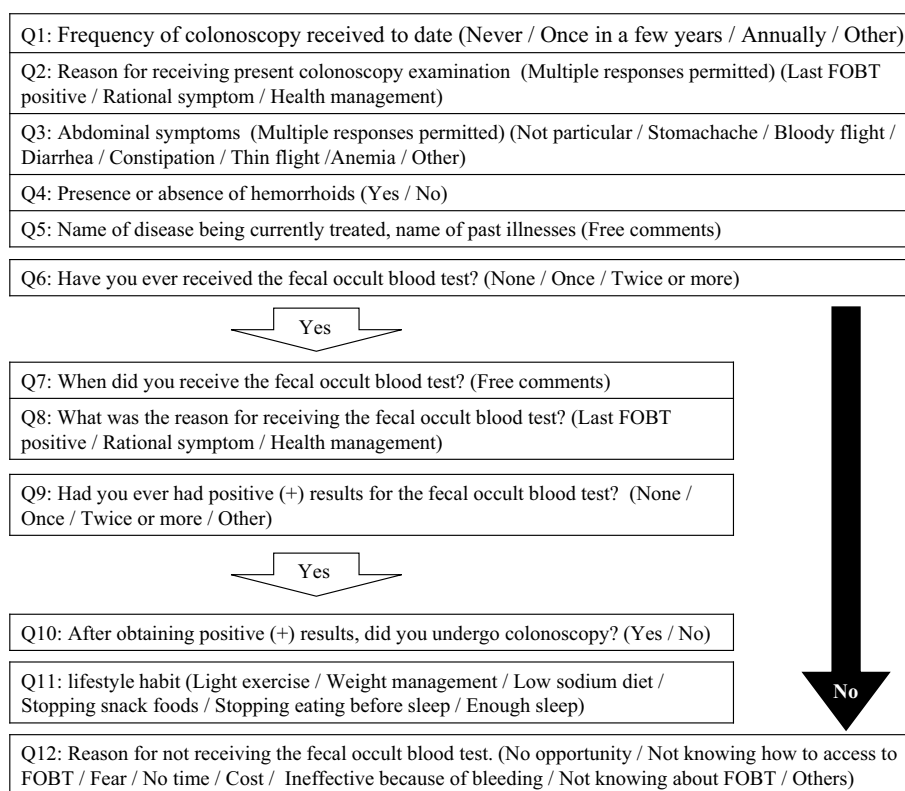 Q1: Frequency of colonoscopy received to date (Never / Once in a few years / Annually / Other)
Q2: Reason for receiving present colonoscopy examination (Multiple responses permitted) (Last FOBT
positive / Rational symptom / Health management)
Q3: Abdominal symptoms (Multiple responses permitted) (Not particular / Stomachache / Bloody flight /
Diarrhea / Constipation / Thin flight /Anemia / Other)
Q4: Presence or absence of hemorrhoids (Yes / No)
Q5: Name of disease being currently treated, name of past illnesses (Free comments)
Q6: Have you ever received the fecal occult blood test? (None / Once / Twice or more)
Yes
Q7: When did you receive the fecal occult blood test? (Free comments)
Q8: What was the reason for receiving the fecal occult blood test? (Last FOBT
positive / Rational symptom / Health management)
Q9: Had you ever had positive (+) results for the fecal occult blood test? (None /
Once / Twice or more / Other)
Yes
Q10: After obtaining positive (+) results, did you undergo colonoscopy? (Yes / No)
Q11: lifestyle habit (Light exercise / Weight management / Low sodium diet /
Stopping snack foods / Stopping eating before sleep / Enough sleep)
No
Q12: Reason for not receiving the fecal occult blood test. (No opportunity / Not knowing how to access to
FOBT / Fear / No time / Cost / Ineffective because of bleeding / Not knowing about FOBT / Others)